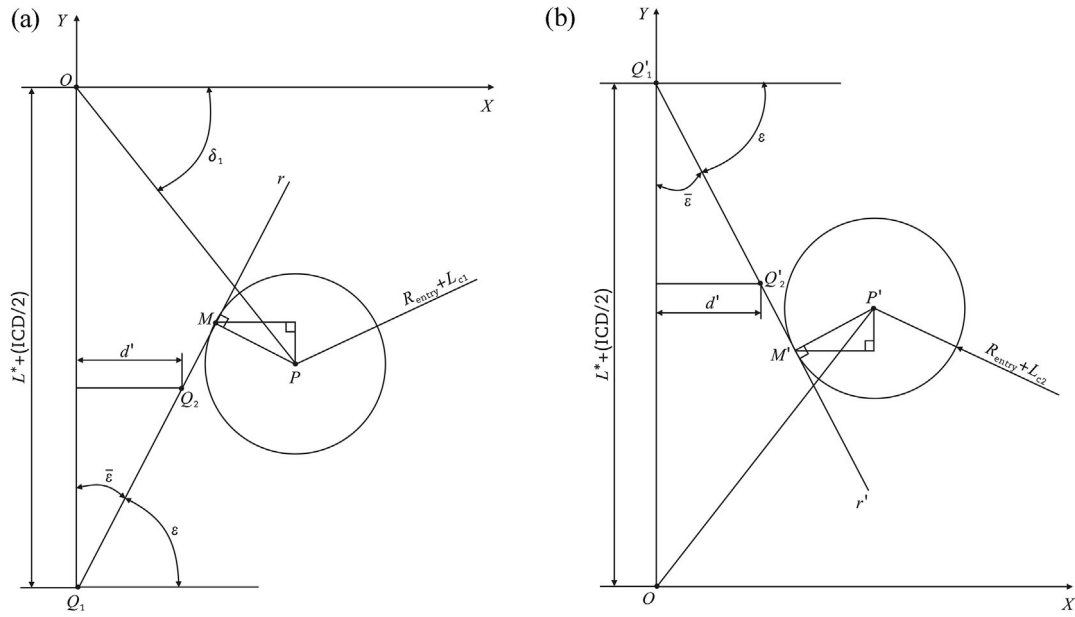 (a)
Y
O
X
δ₁
r
R_entry+L_c1
M
P
L*+(ICD/2)
d'
Q₂
ε̅
ε
Q₁
(b)
Y
Q'₁
ε
ε̅
Q'₂
d'
P'
M'
R_entry+L_c2
L*+(ICD/2)
r'
O
X